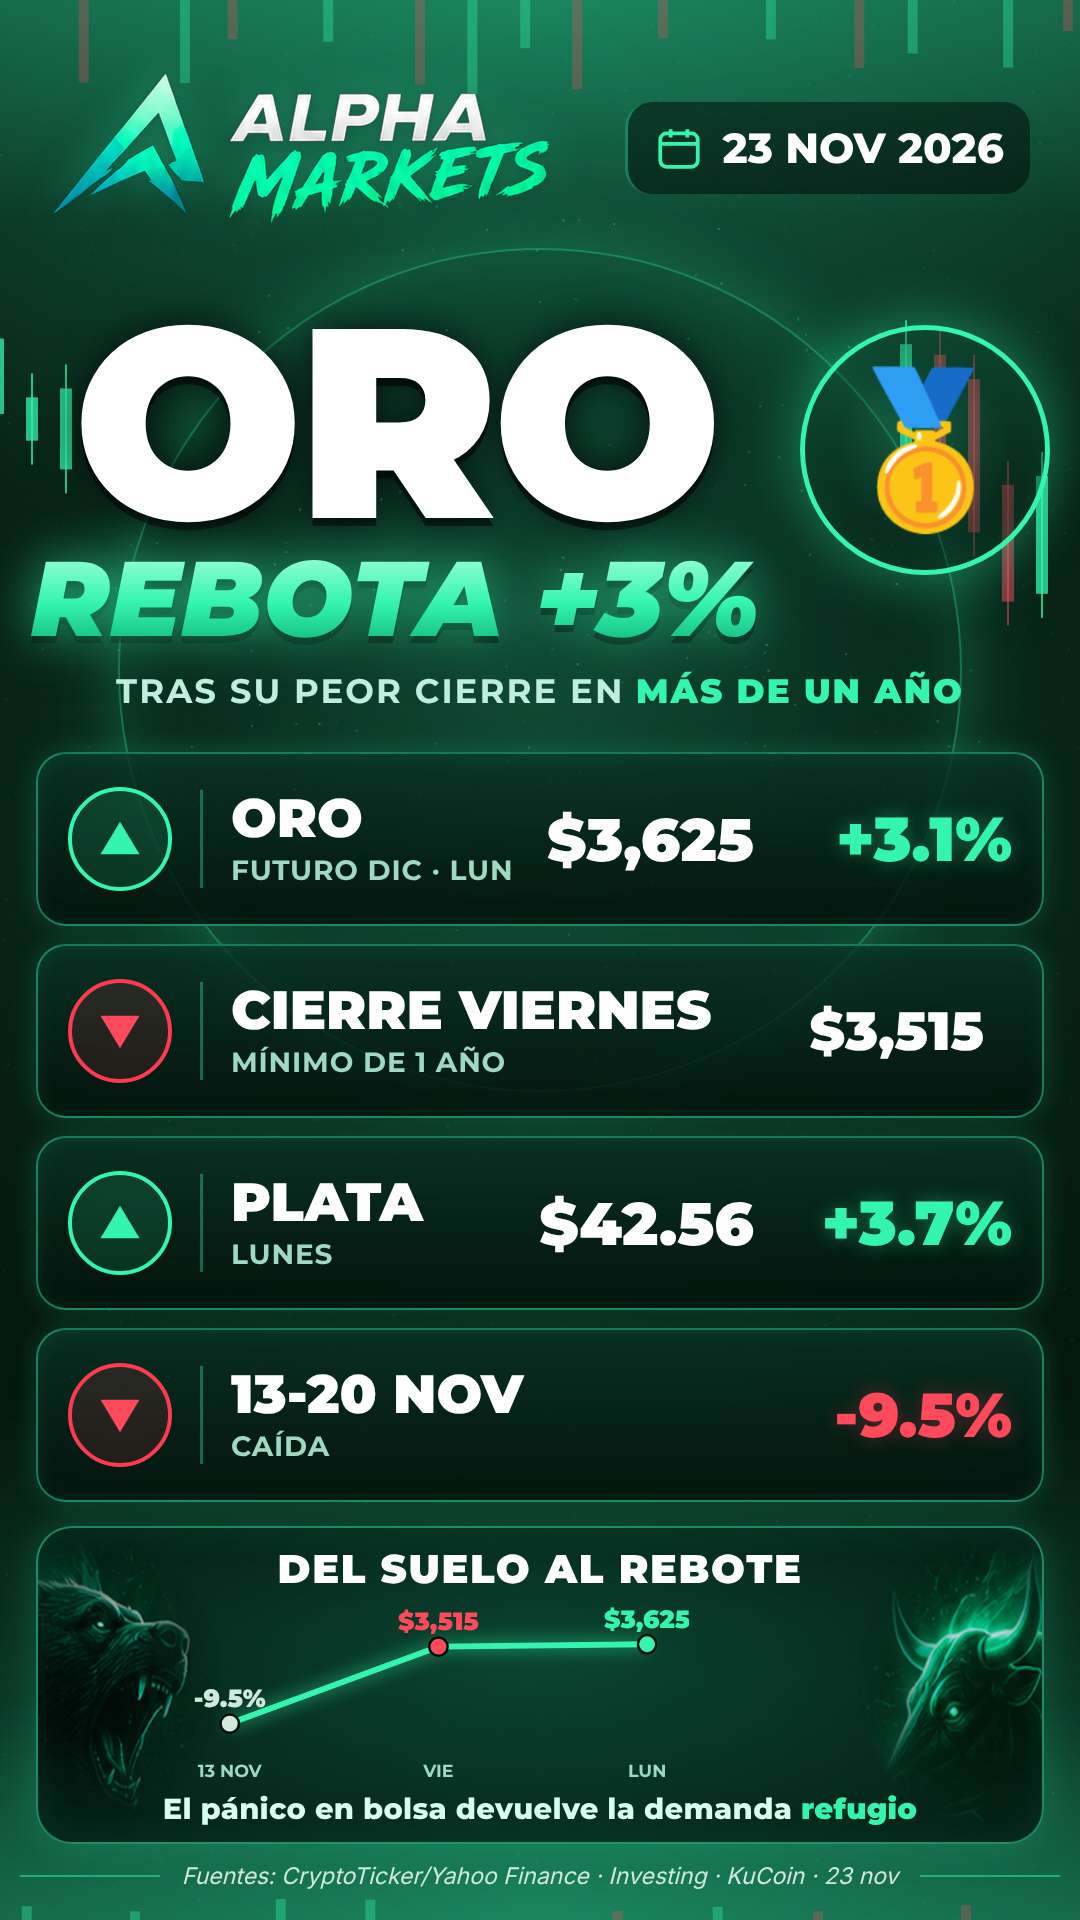 ALPHA
MARKETS
23 NOV 2026
ORO
1
REBOTA +3%
TRAS SU PEOR CIERRE EN MÁS DE UN AÑO
ORO
FUTURO DIC · LUN
$3,625
+3.1%
CIERRE VIERNES
MÍNIMO DE 1 AÑO
$3,515
PLATA
LUNES
$42.56
+3.7%
13-20 NOV
CAÍDA
-9.5%
DEL SUELO AL REBOTE
$3,515
$3,625
-9.5%
13 NOV
VIE
LUN
El pánico en bolsa devuelve la demanda refugio
Fuentes: CryptoTicker/Yahoo Finance · Investing · KuCoin · 23 nov